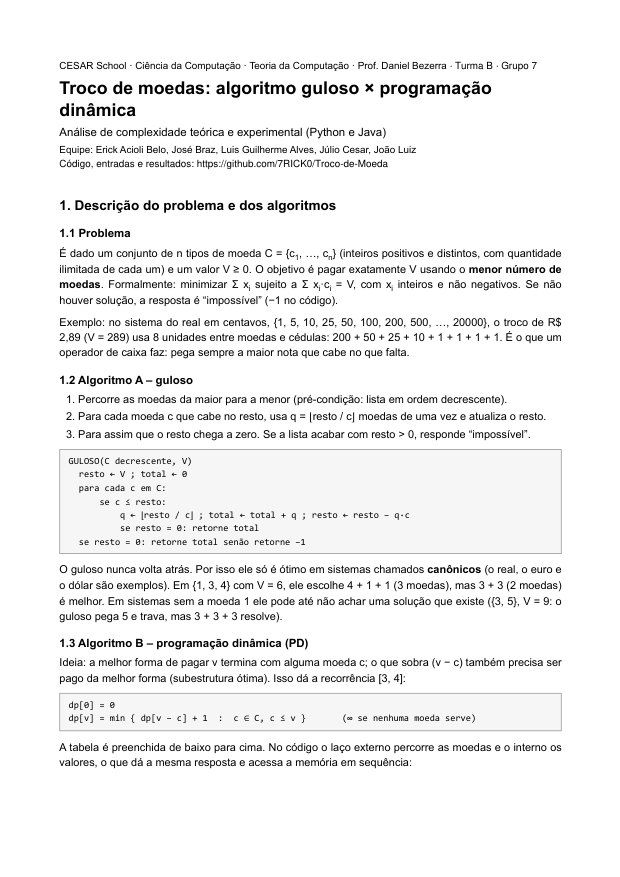 CESAR School · Ciência da Computação · Teoria da Computação · Prof. Daniel Bezerra · Turma B · Grupo 7
Troco de moedas: algoritmo guloso × programação
dinâmica
Análise de complexidade teórica e experimental (Python e Java)
Equipe: Erick Acioli Belo, José Braz, Luis Guilherme Alves, Júlio Cesar, João Luiz
Código, entradas e resultados: https://github.com/7RICK0/Troco-de-Moeda
1. Descrição do problema e dos algoritmos
1.1 Problema
É dado um conjunto de n tipos de moeda C = {c₁, …, cₙ} (inteiros positivos e distintos, com quantidade
ilimitada de cada um) e um valor V ≥ 0. O objetivo é pagar exatamente V usando o menor número de
moedas. Formalmente: minimizar Σ xᵢ sujeito a Σ xᵢ·cᵢ = V, com xᵢ inteiros e não negativos. Se não
houver solução, a resposta é “impossível” (−1 no código).
Exemplo: no sistema do real em centavos, {1, 5, 10, 25, 50, 100, 200, 500, …, 20000}, o troco de R$
2,89 (V = 289) usa 8 unidades entre moedas e cédulas: 200 + 50 + 25 + 10 + 1 + 1 + 1 + 1. É o que um
operador de caixa faz: pega sempre a maior nota que cabe no que falta.
1.2 Algoritmo A – guloso
1. Percorre as moedas da maior para a menor (pré-condição: lista em ordem decrescente).
2. Para cada moeda c que cabe no resto, usa q = ⌊resto / c⌋ moedas de uma vez e atualiza o resto.
3. Para assim que o resto chega a zero. Se a lista acabar com resto > 0, responde “impossível”.
GULOSO(C decrescente, V)
resto ← V ; total ← 0
para cada c em C:
se c ≤ resto:
q ← ⌊resto / c⌋ ; total ← total + q ; resto ← resto − q·c
se resto = 0: retorne total
se resto = 0: retorne total senão retorne −1
O guloso nunca volta atrás. Por isso ele só é ótimo em sistemas chamados canônicos (o real, o euro e
o dólar são exemplos). Em {1, 3, 4} com V = 6, ele escolhe 4 + 1 + 1 (3 moedas), mas 3 + 3 (2 moedas)
é melhor. Em sistemas sem a moeda 1 ele pode até não achar uma solução que existe ({3, 5}, V = 9: o
guloso pega 5 e trava, mas 3 + 3 + 3 resolve).
1.3 Algoritmo B – programação dinâmica (PD)
Ideia: a melhor forma de pagar v termina com alguma moeda c; o que sobra (v − c) também precisa ser
pago da melhor forma (subestrutura ótima). Isso dá a recorrência [3, 4]:
dp[0] = 0
dp[v] = min { dp[v − c] + 1 : c ∈ C, c ≤ v } (∞ se nenhuma moeda serve)
A tabela é preenchida de baixo para cima. No código o laço externo percorre as moedas e o interno os
valores, o que dá a mesma resposta e acessa a memória em sequência: